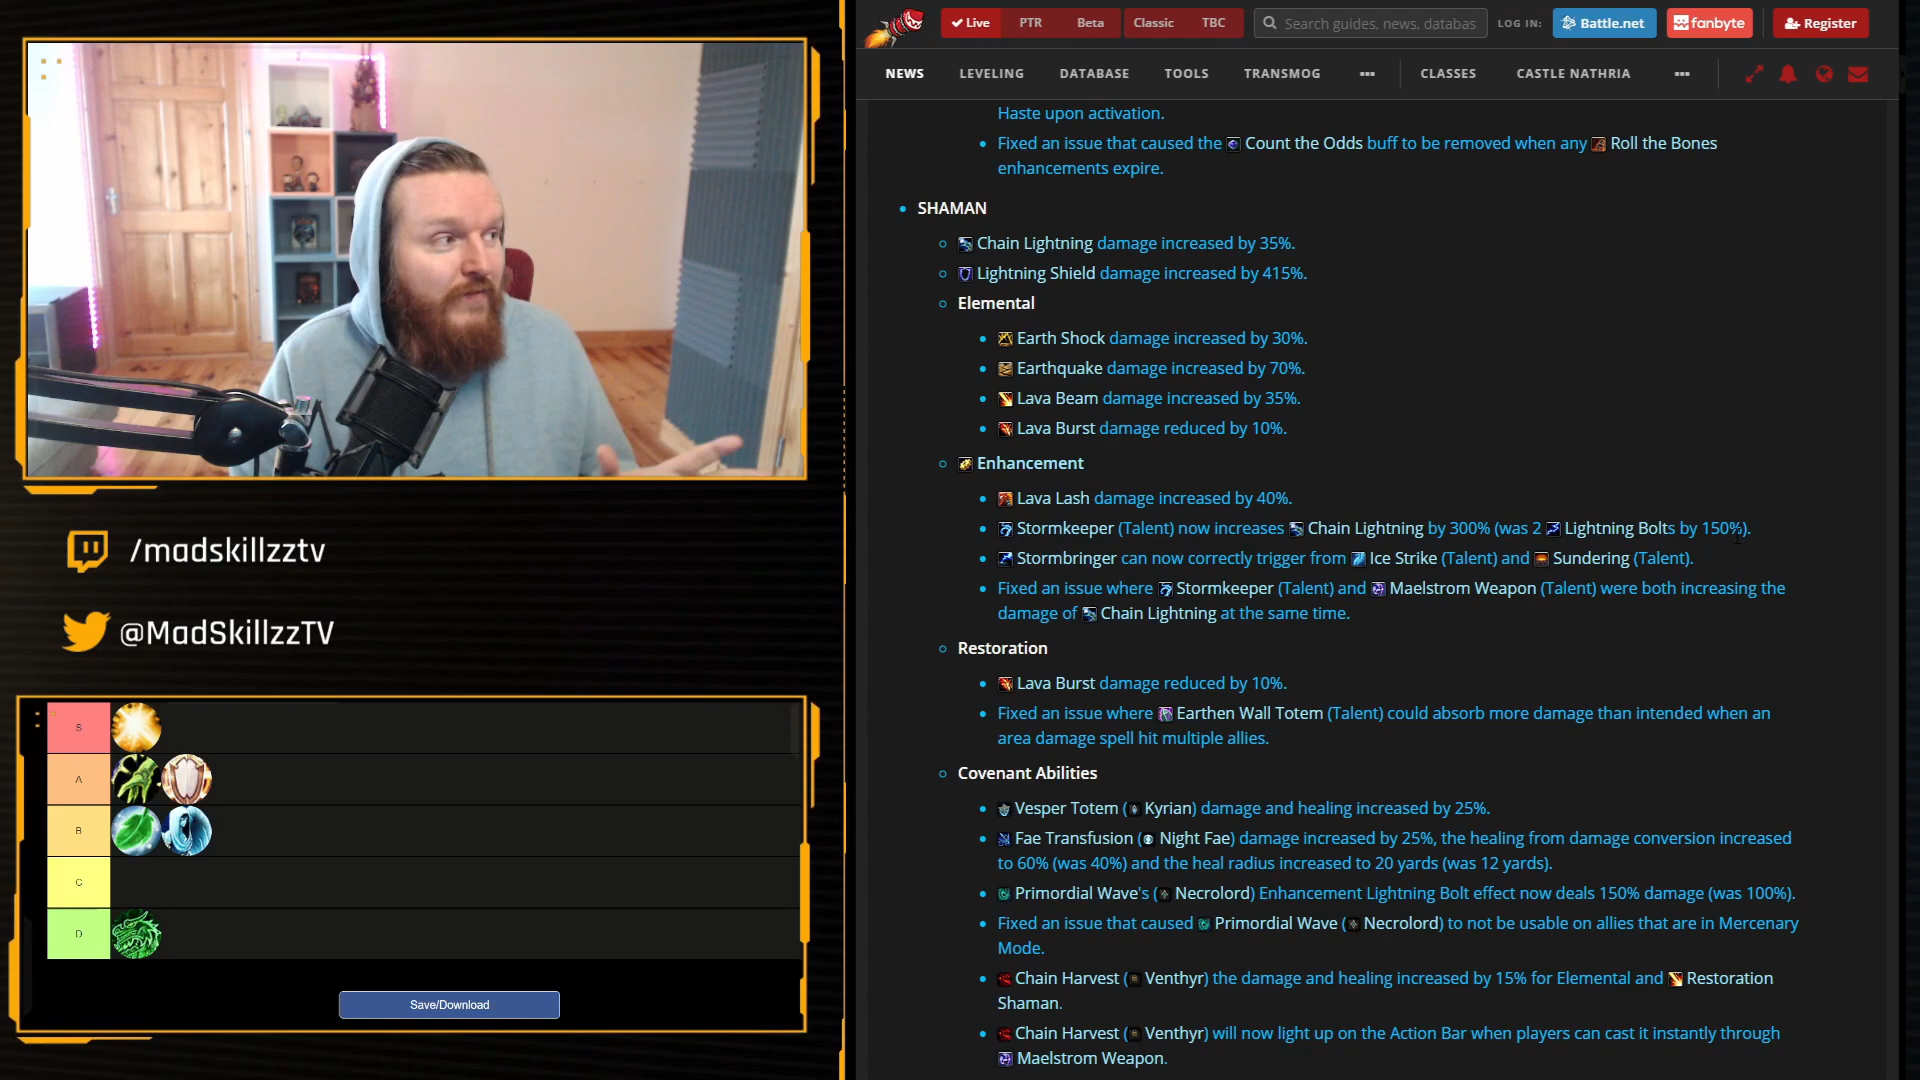 Live
PTR
Beta
Classic
TBC
Search guides, news, databas
LOG IN:
Battle.net
fanbyte
Register
NEWS
LEVELING
DATABASE
TOOLS
TRANSMOG
CLASSES
CASTLE NATHRIA
Haste upon activation.
Fixed an issue that caused the Count the Odds buff to be removed when any Roll the Bones
enhancements expire.
SHAMAN
Chain Lightning damage increased by 35%.
Lightning Shield damage increased by 415%.
Elemental
Earth Shock damage increased by 30%.
Earthquake damage increased by 70%.
Lava Beam damage increased by 35%.
Lava Burst damage reduced by 10%.
Enhancement
Lava Lash damage increased by 40%.
Stormkeeper (Talent) now increases Chain Lightning by 300% (was 2 Lightning Bolts by 150%).
Stormbringer can now correctly trigger from Ice Strike (Talent) and Sundering (Talent).
Fixed an issue where Stormkeeper (Talent) and Maelstrom Weapon (Talent) were both increasing the
damage of Chain Lightning at the same time.
Restoration
Lava Burst damage reduced by 10%.
Fixed an issue where Earthen Wall Totem (Talent) could absorb more damage than intended when an
area damage spell hit multiple allies.
Covenant Abilities
Vesper Totem (Kyrian) damage and healing increased by 25%.
Fae Transfusion (Night Fae) damage increased by 25%, the healing from damage conversion increased
to 60% (was 40%) and the heal radius increased to 20 yards (was 12 yards).
Primordial Wave's (Necrolord) Enhancement Lightning Bolt effect now deals 150% damage (was 100%).
Fixed an issue that caused Primordial Wave (Necrolord) to not be usable on allies that are in Mercenary
Mode.
Chain Harvest (Venthyr) the damage and healing increased by 15% for Elemental and Restoration
Shaman.
Chain Harvest (Venthyr) will now light up on the Action Bar when players can cast it instantly through
Maelstrom Weapon.
/madskillzztv
@MadSkillzzTV
S
A
B
C
D
Save/Download